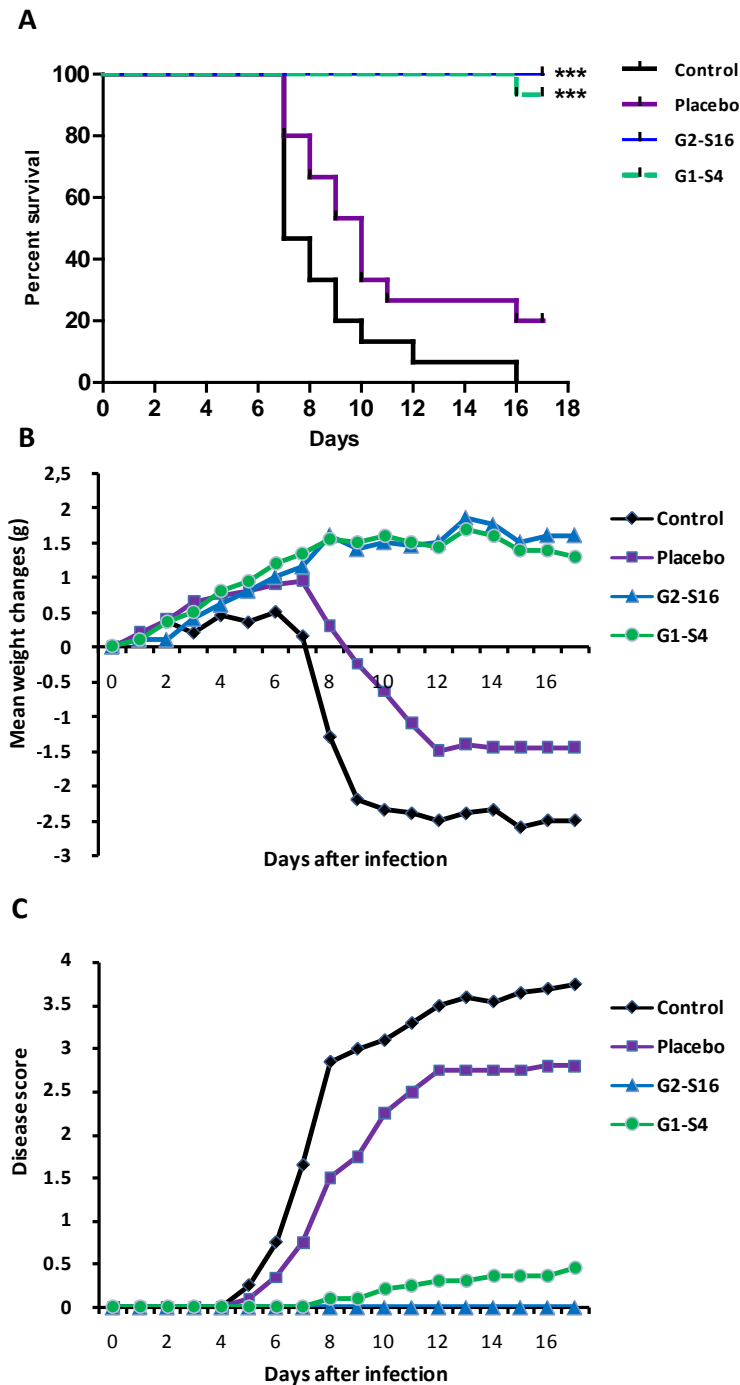 A
Percent survival
100
80
60
40
20
0
0 2 4 6 8 10 12 14 16 18
Days
***
***
Control
Placebo
G2-S16
G1-S4
B
Mean weight changes (g)
2,5
2
1.5
1
0.5
0
-0.5
-1
-1.5
-2
-2.5
-3
0 2 4 6 8 10 12 14 16
Days after infection
Control
Placebo
G2-S16
G1-S4
C
Disease score
4
3.5
3
2.5
2
1.5
1
0.5
0
0 2 4 6 8 10 12 14 16
Days after infection
Control
Placebo
G2-S16
G1-S4